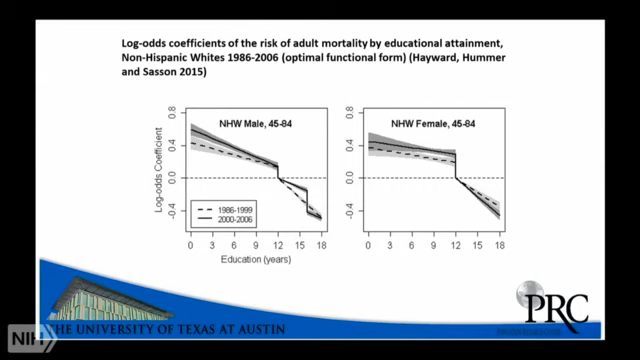 Log-odds coefficients of the risk of adult mortality by educational attainment,
Non-Hispanic Whites 1986-2006 (optimal functional form) (Hayward, Hummer
and Sasson 2015)
NHW Male, 45-84
NHW Female, 45-84
Log-odds Coefficient
0.8
0.4
0.0
-0.4
0.8
0.4
0.0
-0.4
1986-1999
2000-2006
0 3 6 9 12 15 18
0 3 6 9 12 15 18
Education (years)
NIH
THE UNIVERSITY OF TEXAS AT AUSTIN
PRC